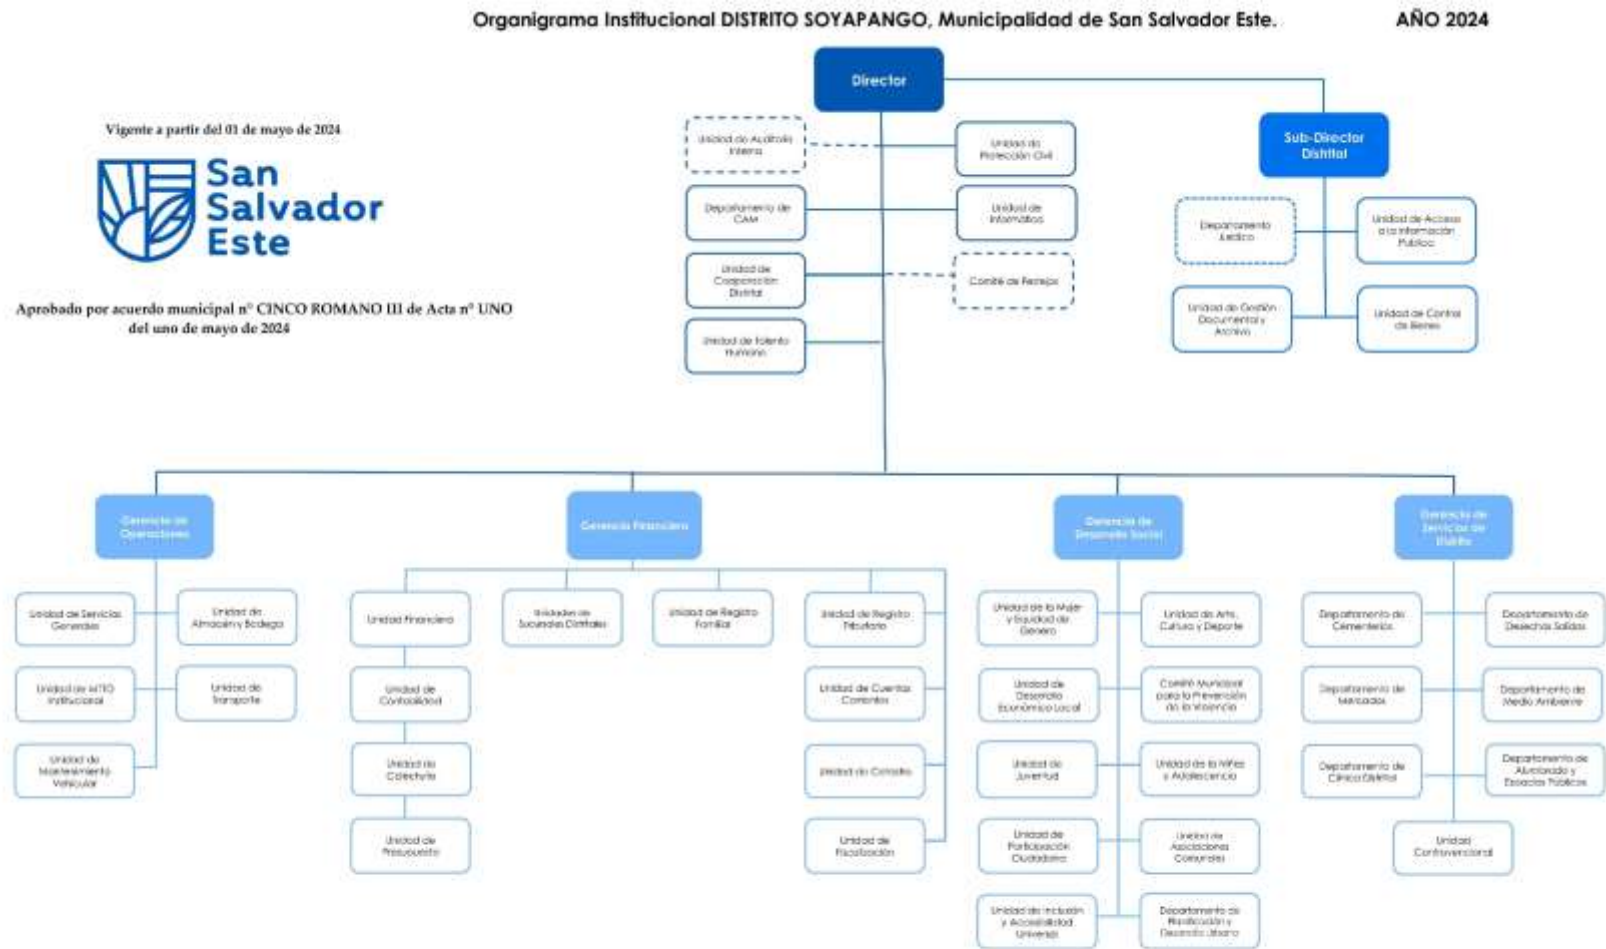 Organigrama Institucional DISTRITO SOYAPANGO, Municipalidad de San Salvador Este.
AÑO 2024
Director
Vigente a partir del 01 de mayo de 2024
San
Salvador
Este
Aprobado por acuerdo municipal nº CINCO ROMANO III de Acta nº UNO
del uno de mayo de 2024
Sub-Director
Distrital
Unidad de Auditoría
Interna
Unidad de
Protección Civil
Departamento de
CAM
Unidad de
Informática
Unidad de
Cooperación
Distrital
Comité de Festejos
Unidad de Talento
Humano
Departamento
Jurídico
Unidad de Acceso
a la Información
Pública
Unidad de Gestión
Documental y
Archivo
Unidad de Control
de Bienes
Gerencia de
Operaciones
Gerencia Financiera
Gerencia de
Desarrollo Social
Gerencia de
Servicios de
Distrito
Unidad de Servicios
Generales
Unidad de
Almacén y Bodega
Unidad de MTTO
Institucional
Unidad de
Transporte
Unidad de
Mantenimiento
Vehicular
Unidad Financiera
Unidades de
Sucursales Distritales
Unidad de Registro
Familiar
Unidad de Registro
Tributario
Unidad de
Contabilidad
Unidad de Cuentas
Corrientes
Unidad de
Colecturía
Unidad de Catastro
Unidad de
Presupuesto
Unidad de
Fiscalización
Unidad de la Mujer
y Equidad de
Género
Unidad de Arte,
Cultura y Deporte
Unidad de
Desarrollo
Económico Local
Comité Municipal
para la Prevención
de la Violencia
Unidad de
Juventud
Unidad de la Niñez
y Adolescencia
Unidad de
Participación
Ciudadana
Unidad de
Asociaciones
Comunales
Unidad de Inclusión
y Accesibilidad
Universal
Departamento de
Planificación y
Desarrollo Urbano
Departamento de
Cementerios
Departamento de
Desechos Sólidos
Departamento de
Mercados
Departamento de
Medio Ambiente
Departamento de
Clínica Distrital
Departamento de
Alumbrado y
Espacios Públicos
Unidad
Contravencional